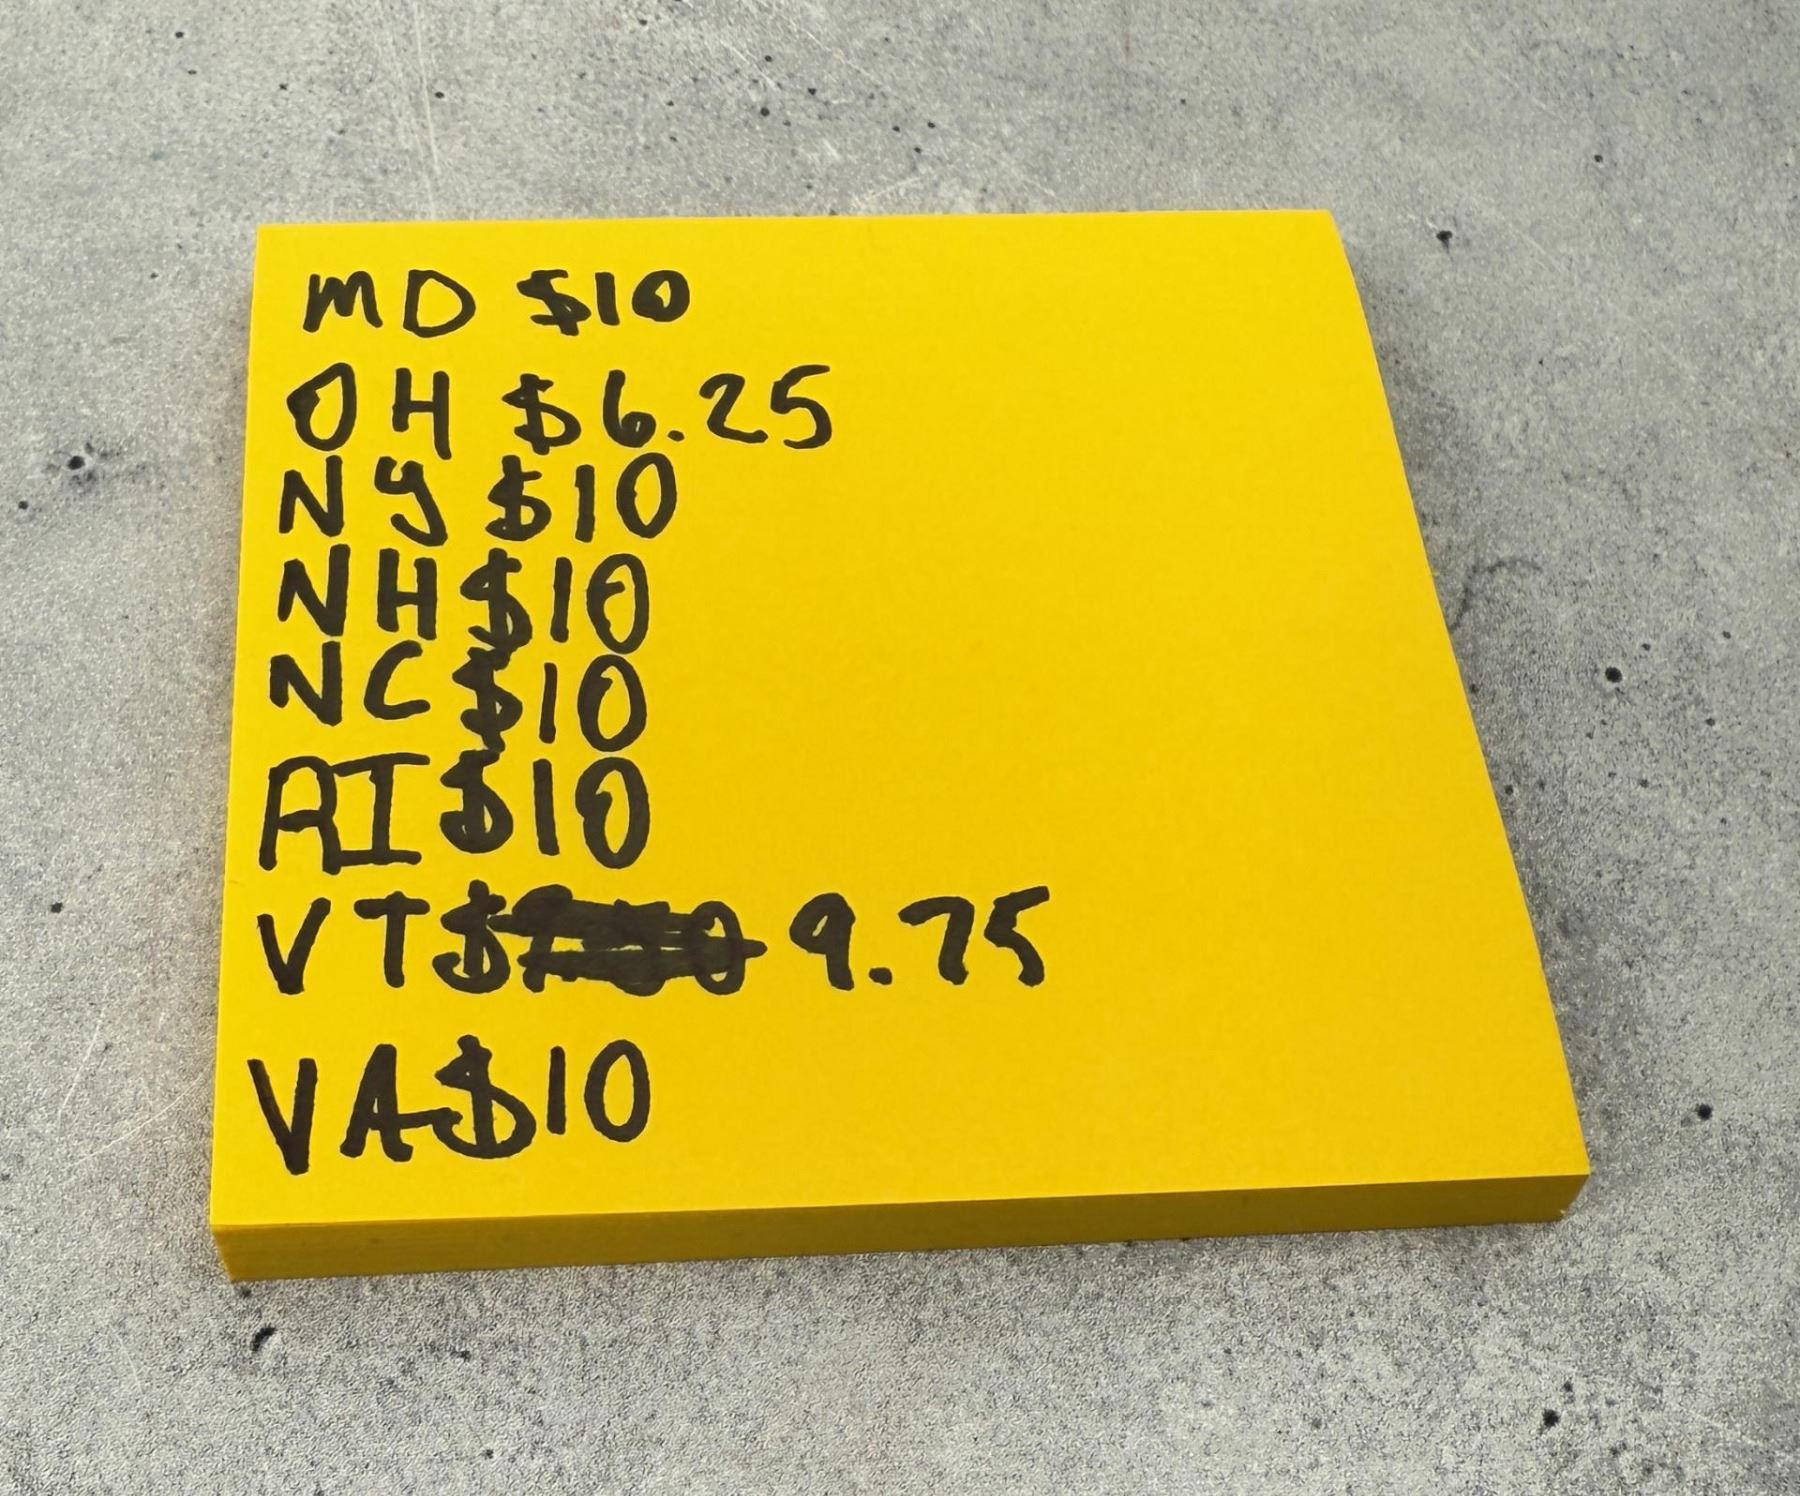 MD $10
OH $6.25
NY $10
NH $10
NC $10
RI $10
VT $ 9.75
VA $10